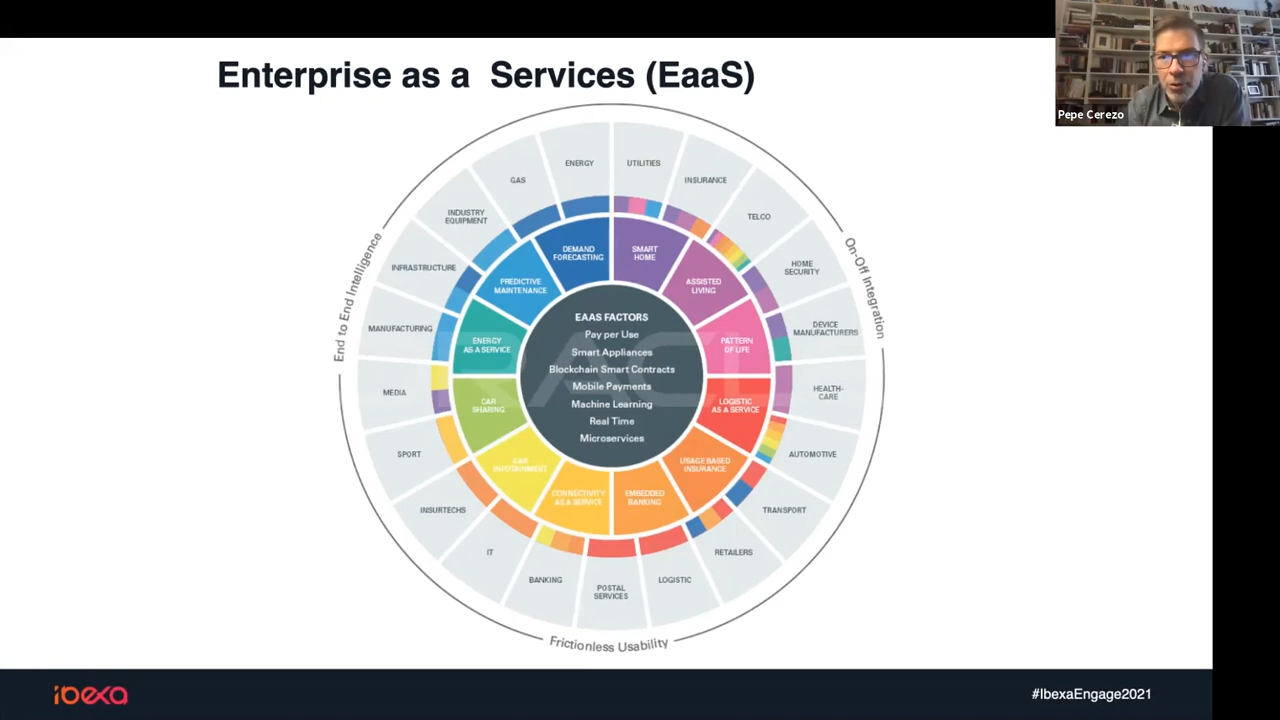 Enterprise as a  Services (EaaS)
Pepe Cerezo
ENERGY
UTILITIES
INSURANCE
TELCO
HOME
SECURITY
DEVICE
MANUFACTURERS
HEALTH-
CARE
AUTOMOTIVE
TRANSPORT
RETAILERS
LOGISTIC
POSTAL
SERVICES
BANKING
IT
INSURTECHS
SPORT
MEDIA
MANUFACTURING
INFRASTRUCTURE
INDUSTRY
EQUIPMENT
GAS
DEMAND
FORECASTING
SMART
HOME
ASSISTED
LIVING
PATTERN
OF LIFE
LOGISTIC
AS A SERVICE
USAGE BASED
INSURANCE
EMBEDDED
BANKING
CONNECTIVITY
AS A SERVICE
CAR
INFOTAINMENT
CAR
SHARING
ENERGY
AS A SERVICE
PREDICTIVE
MAINTENANCE
EAAS FACTORS
Pay per Use
Smart Appliances
Blockchain Smart Contracts
Mobile Payments
Machine Learning
Real Time
Microservices
End to End Intelligence
On-Off Integration
Frictionless Usability
ibexa
#IbexaEngage2021